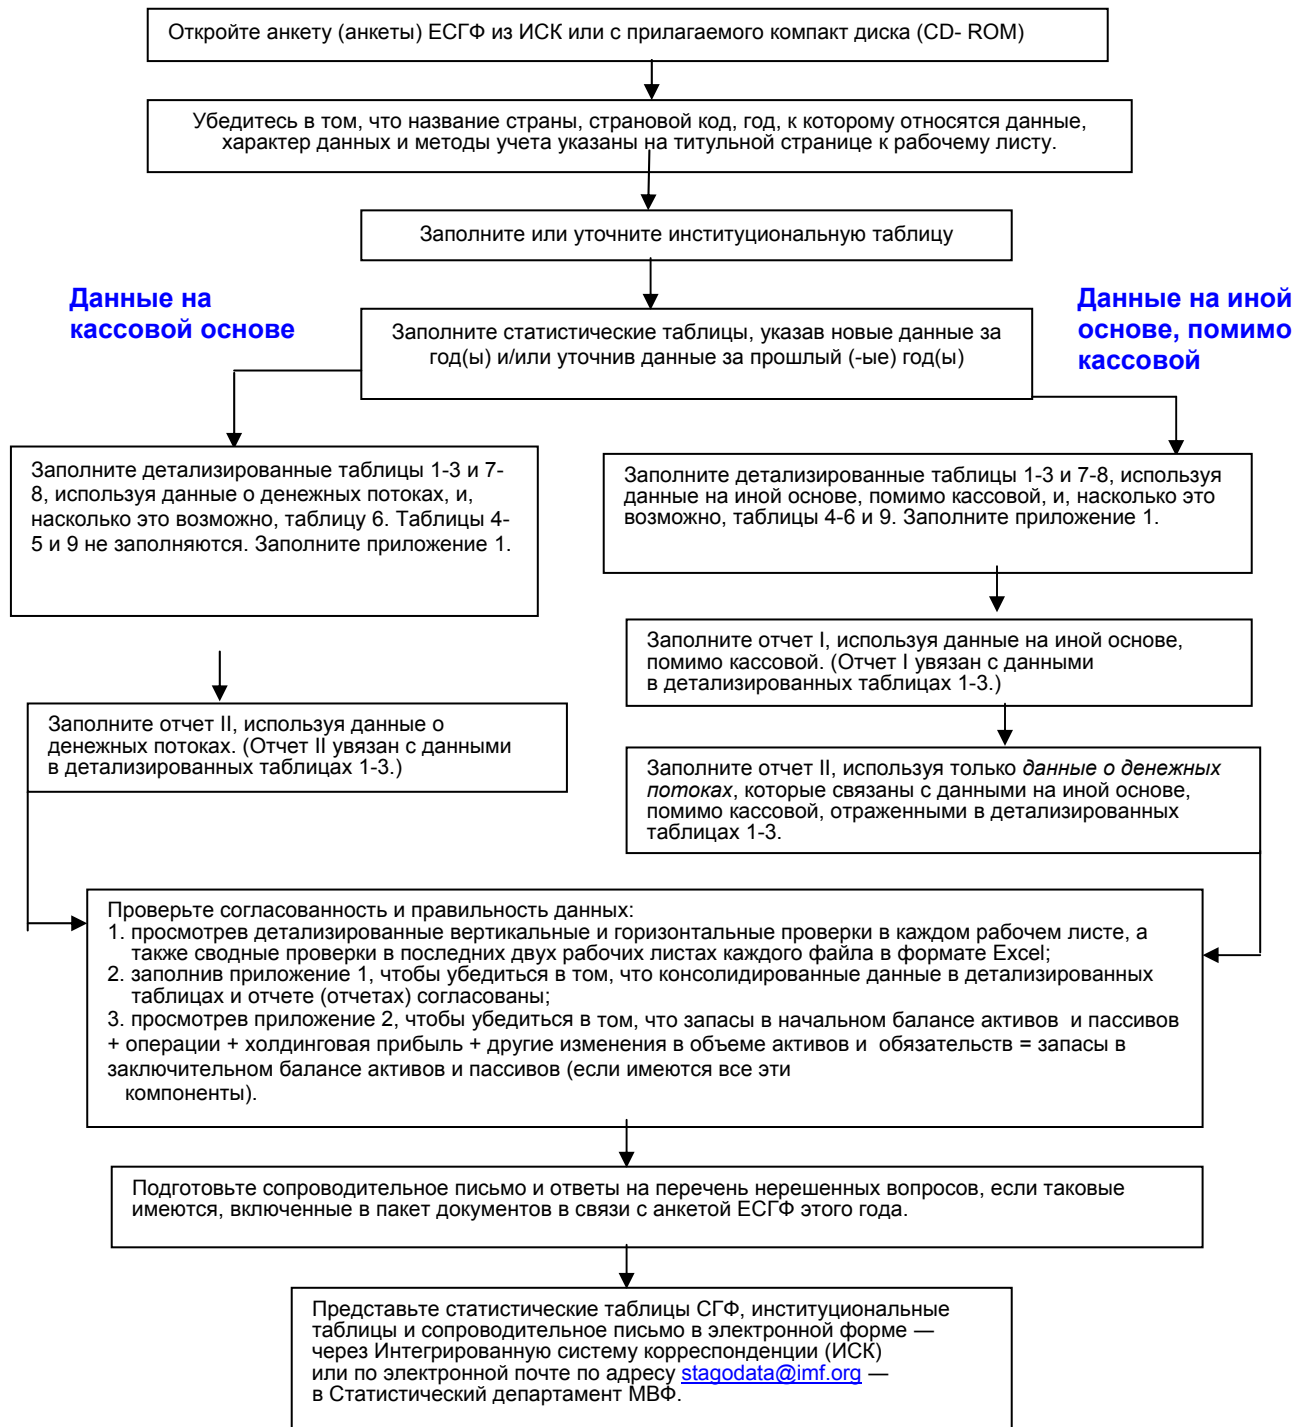 Откройте анкету (анкеты) ЕСГФ из ИСК или с прилагаемого компакт диска (CD- ROM)
Убедитесь в том, что название страны, страновой код, год, к которому относятся данные,
характер данных и методы учета указаны на титульной странице к рабочему листу.
Заполните или уточните институциональную таблицу
Данные на
кассовой основе
Данные на иной
основе, помимо
кассовой
Заполните статистические таблицы, указав новые данные за
год(ы) и/или уточнив данные за прошлый (-ые) год(ы)
Заполните детализированные таблицы 1-3 и 7-
8, используя данные о денежных потоках, и,
насколько это возможно, таблицу 6. Таблицы 4-
5 и 9 не заполняются. Заполните приложение 1.
Заполните детализированные таблицы 1-3 и 7-8, используя
данные на иной основе, помимо кассовой, и, насколько это
возможно, таблицы 4-6 и 9. Заполните приложение 1.
Заполните отчет I, используя данные на иной основе,
помимо кассовой. (Отчет I увязан с данными
в детализированных таблицах 1-3.)
Заполните отчет II, используя данные о
денежных потоках. (Отчет II увязан с данными
в детализированных таблицах 1-3.)
Заполните отчет II, используя только данные о денежных
потоках, которые связаны с данными на иной основе,
помимо кассовой, отраженными в детализированных
таблицах 1-3.
Проверьте согласованность и правильность данных:
1. просмотрев детализированные вертикальные и горизонтальные проверки в каждом рабочем листе, а
также сводные проверки в последних двух рабочих листах каждого файла в формате Excel;
2. заполнив приложение 1, чтобы убедиться в том, что консолидированные данные в детализированных
таблицах и отчете (отчетах) согласованы;
3. просмотрев приложение 2, чтобы убедиться в том, что запасы в начальном балансе активов и пассивов
+ операции + холдинговая прибыль + другие изменения в объеме активов и обязательств = запасы в
заключительном балансе активов и пассивов (если имеются все эти
компоненты).
Подготовьте сопроводительное письмо и ответы на перечень нерешенных вопросов, если таковые
имеются, включенные в пакет документов в связи с анкетой ЕСГФ этого года.
Представьте статистические таблицы СГФ, институциональные
таблицы и сопроводительное письмо в электронной форме —
через Интегрированную систему корреспонденции (ИСК)
или по электронной почте по адресу stagodata@imf.org —
в Статистический департамент МВФ.